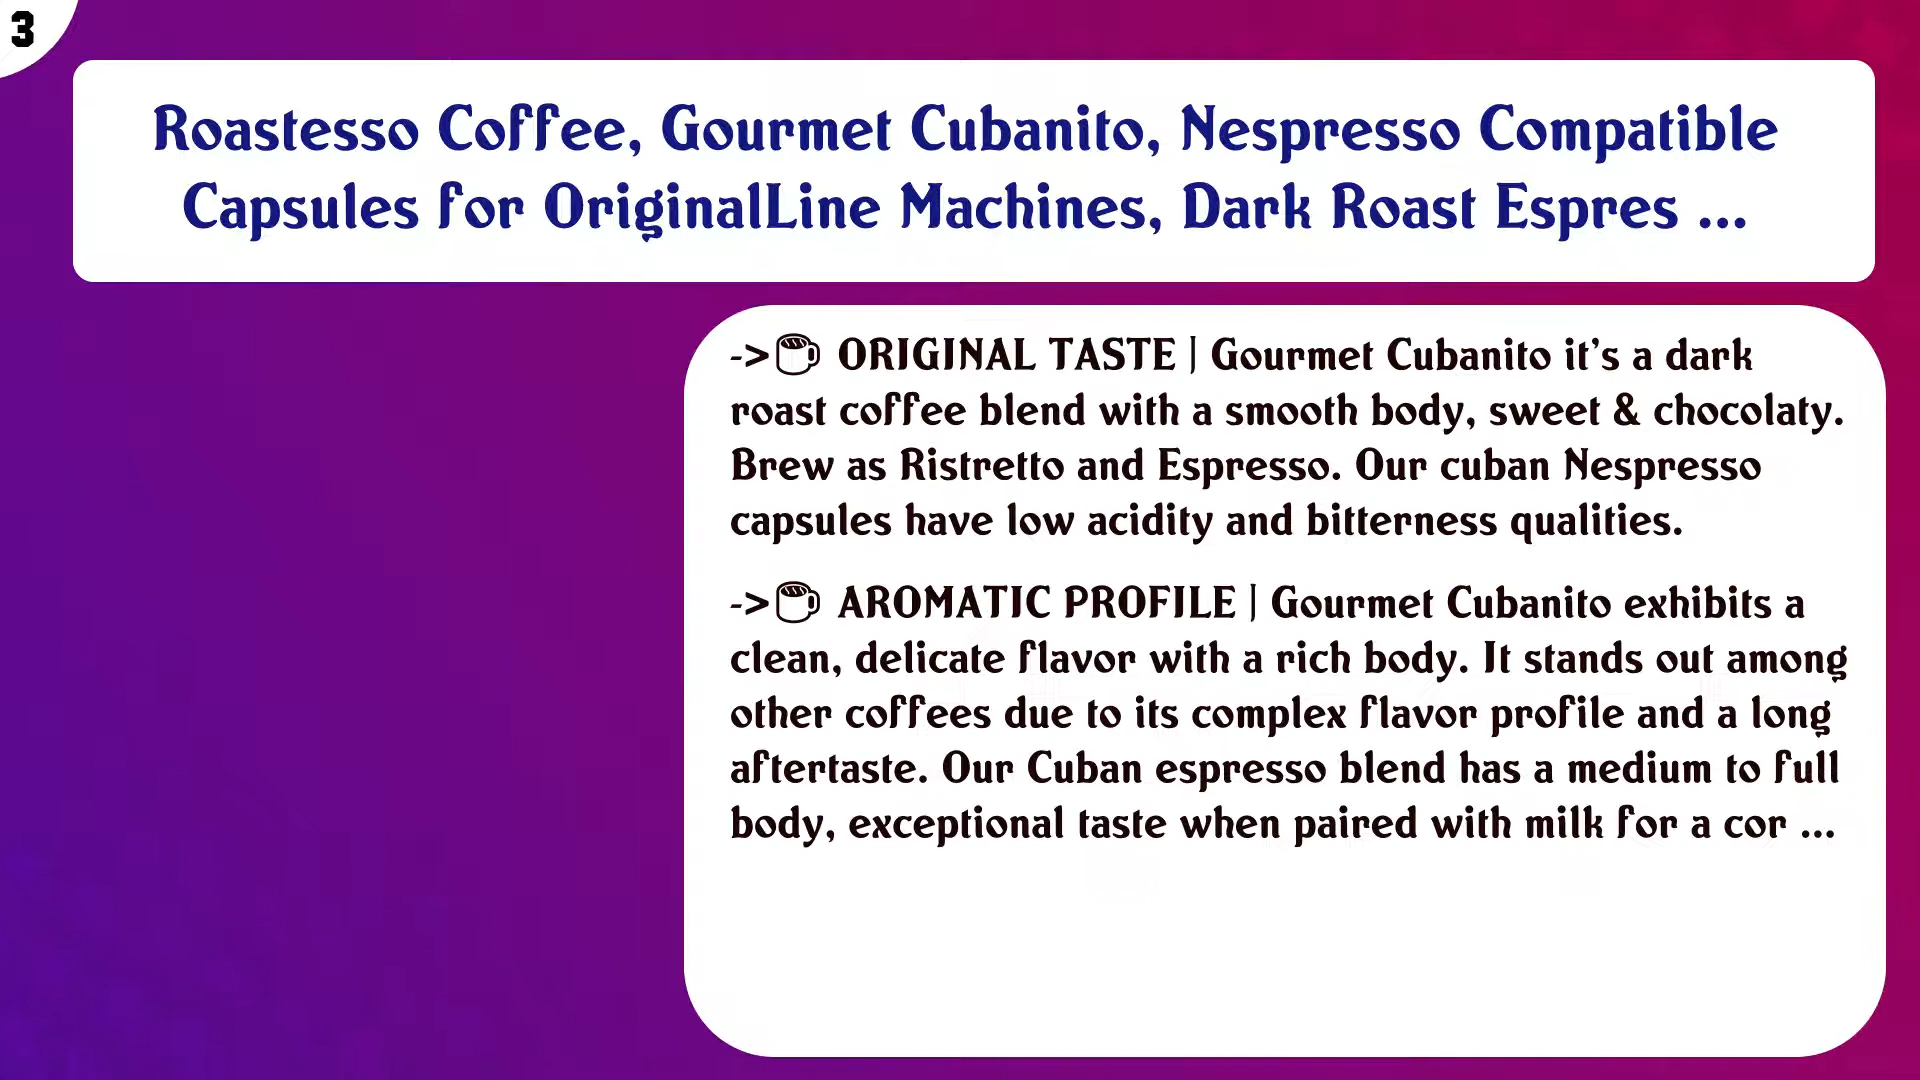 3
Roastesso Coffee, Gourmet Cubanito, Nespresso Compatible
Capsules for OriginalLine Machines, Dark Roast Espres ...
->☕ ORIGINAL TASTE | Gourmet Cubanito it's a dark
roast coffee blend with a smooth body, sweet & chocolaty.
Brew as Ristretto and Espresso. Our cuban Nespresso
capsules have low acidity and bitterness qualities.
->☕ AROMATIC PROFILE | Gourmet Cubanito exhibits a
clean, delicate flavor with a rich body. It stands out among
other coffees due to its complex flavor profile and a long
aftertaste. Our Cuban espresso blend has a medium to full
body, exceptional taste when paired with milk for a cor ...